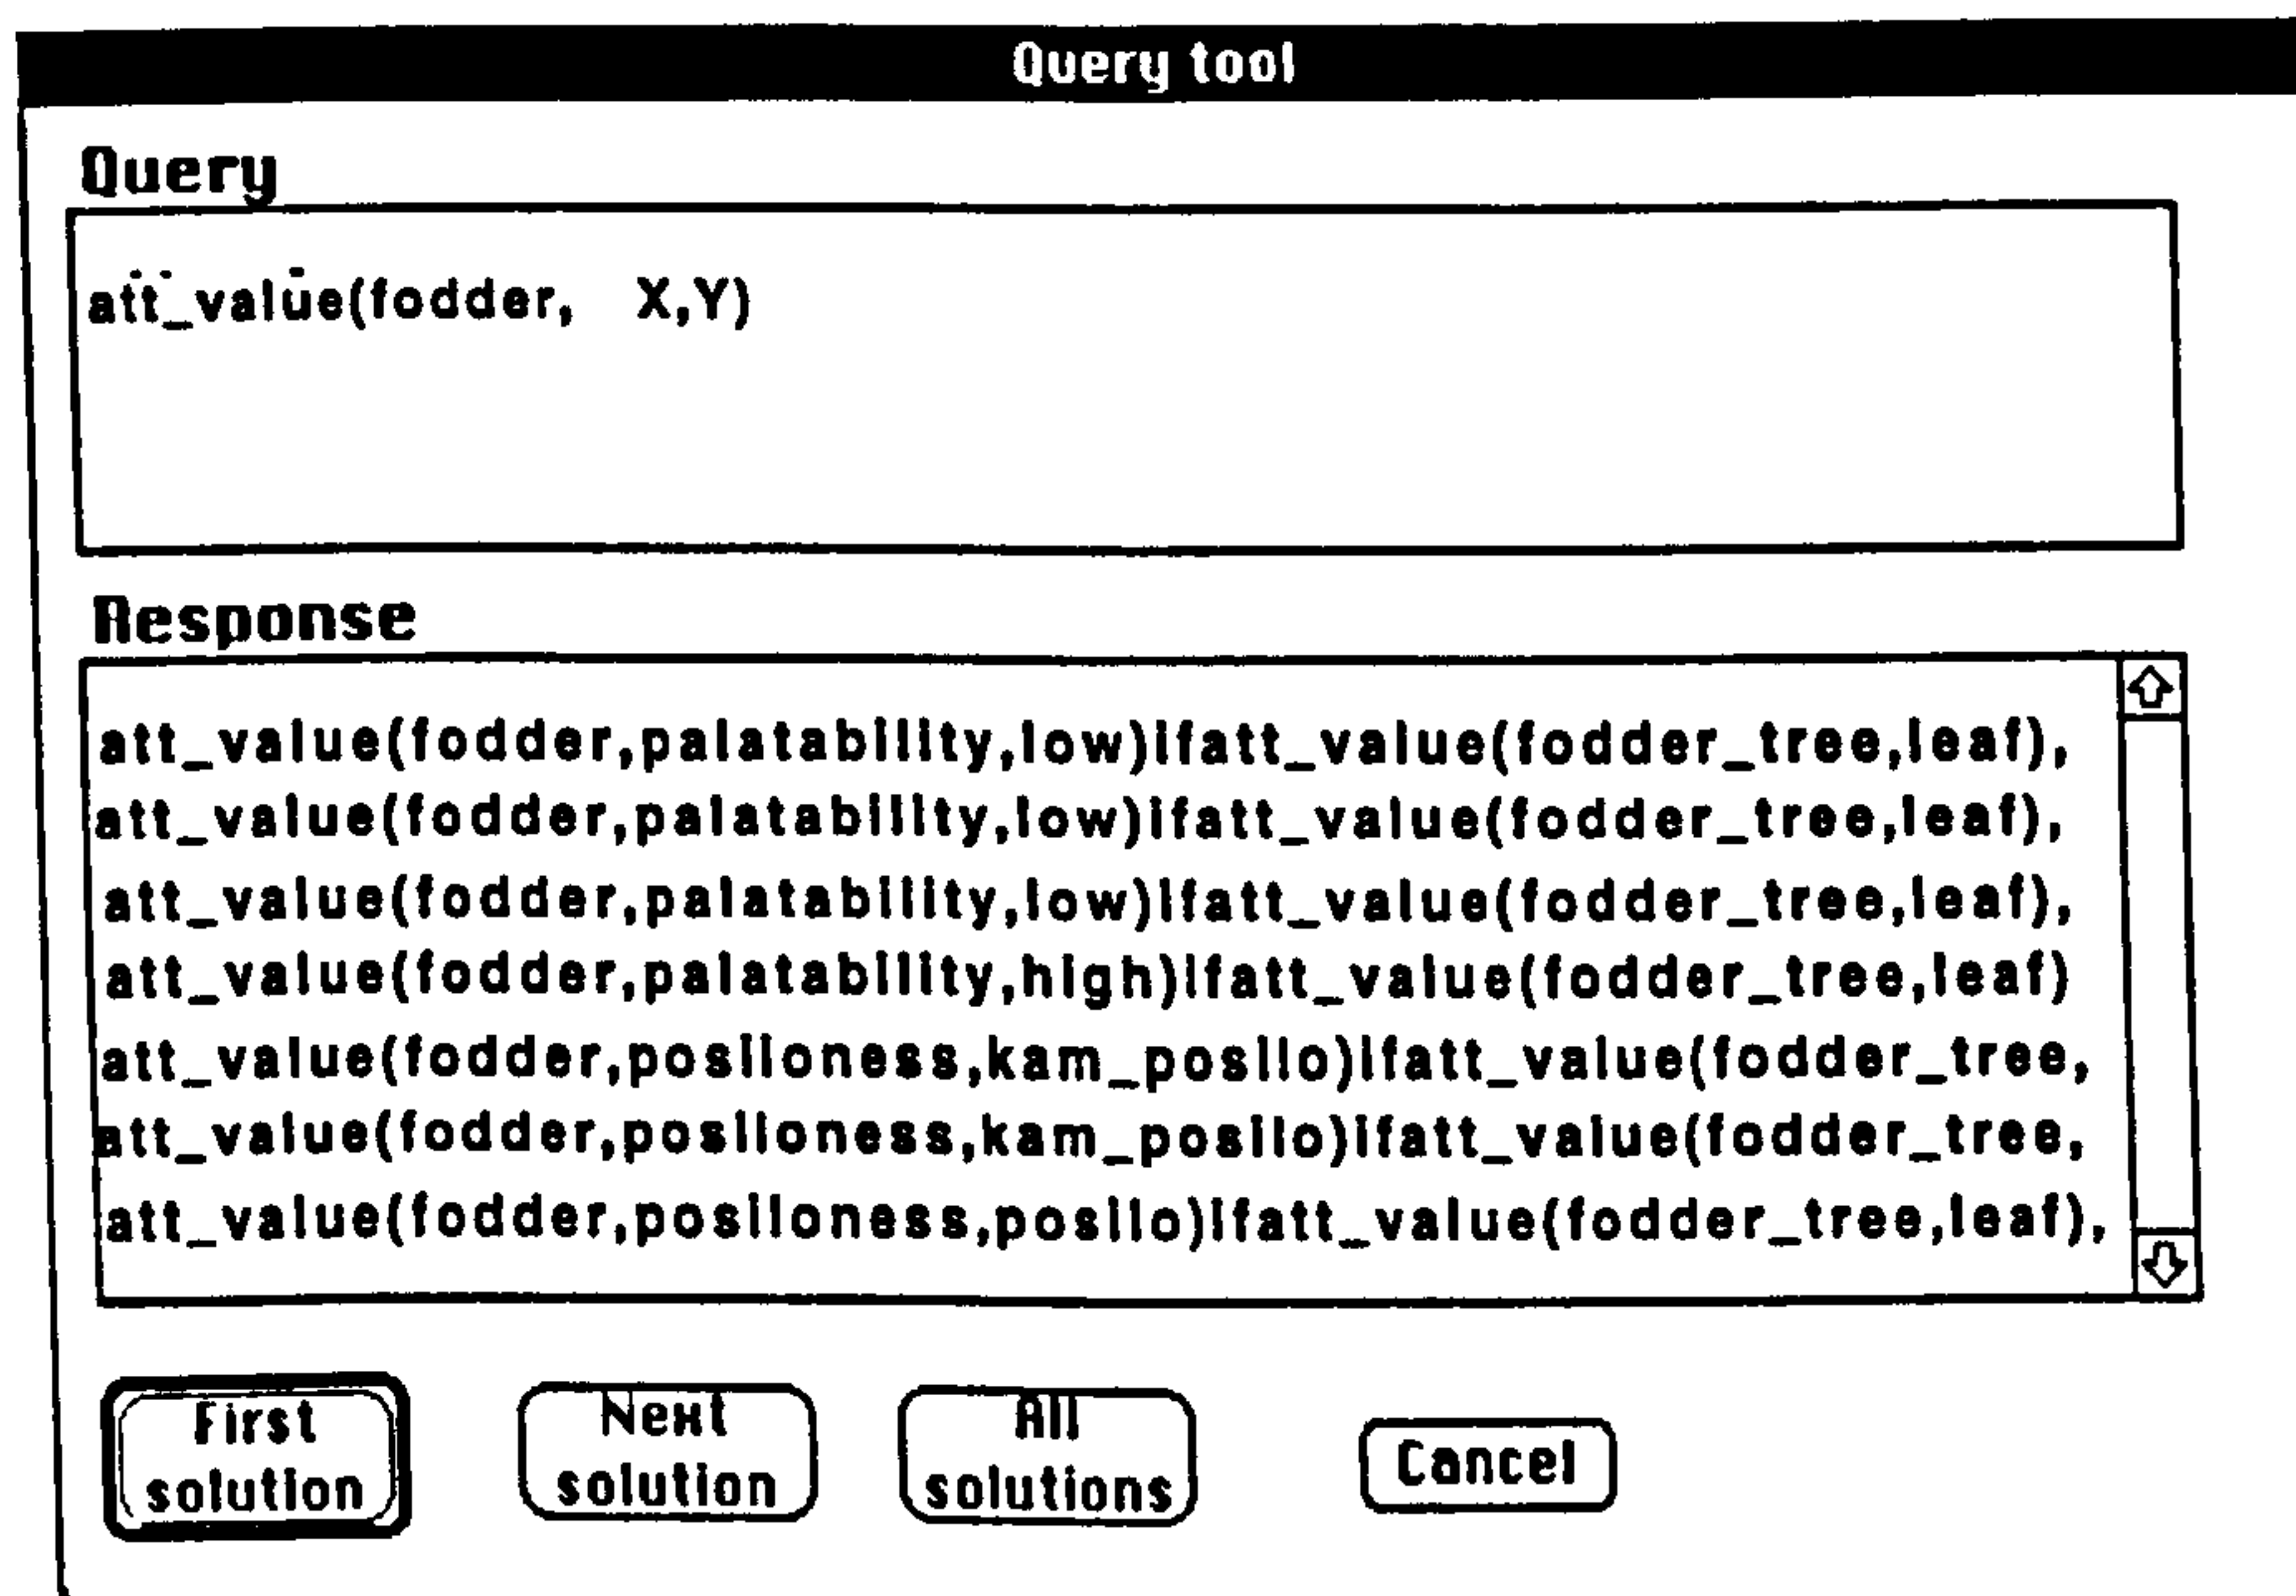 Query tool
Query
att_value(fodder, X,Y)
Response
att_value(fodder,palatability,low)ifatt_value(fodder_tree,leaf),
att_value(fodder,palatability,low)ifatt_value(fodder_tree,leaf),
att_value(fodder,palatability,low)ifatt_value(fodder_tree,leaf),
att_value(fodder,palatability,high)ifatt_value(fodder_tree,leaf)
att_value(fodder,posiloness,kam_posilo)ifatt_value(fodder_tree,
att_value(fodder,posiloness,kam_posilo)ifatt_value(fodder_tree,
att_value(fodder,posiloness,posilo)ifatt_value(fodder_tree,leaf),
First
solution
Next
solution
All
solutions
Cancel